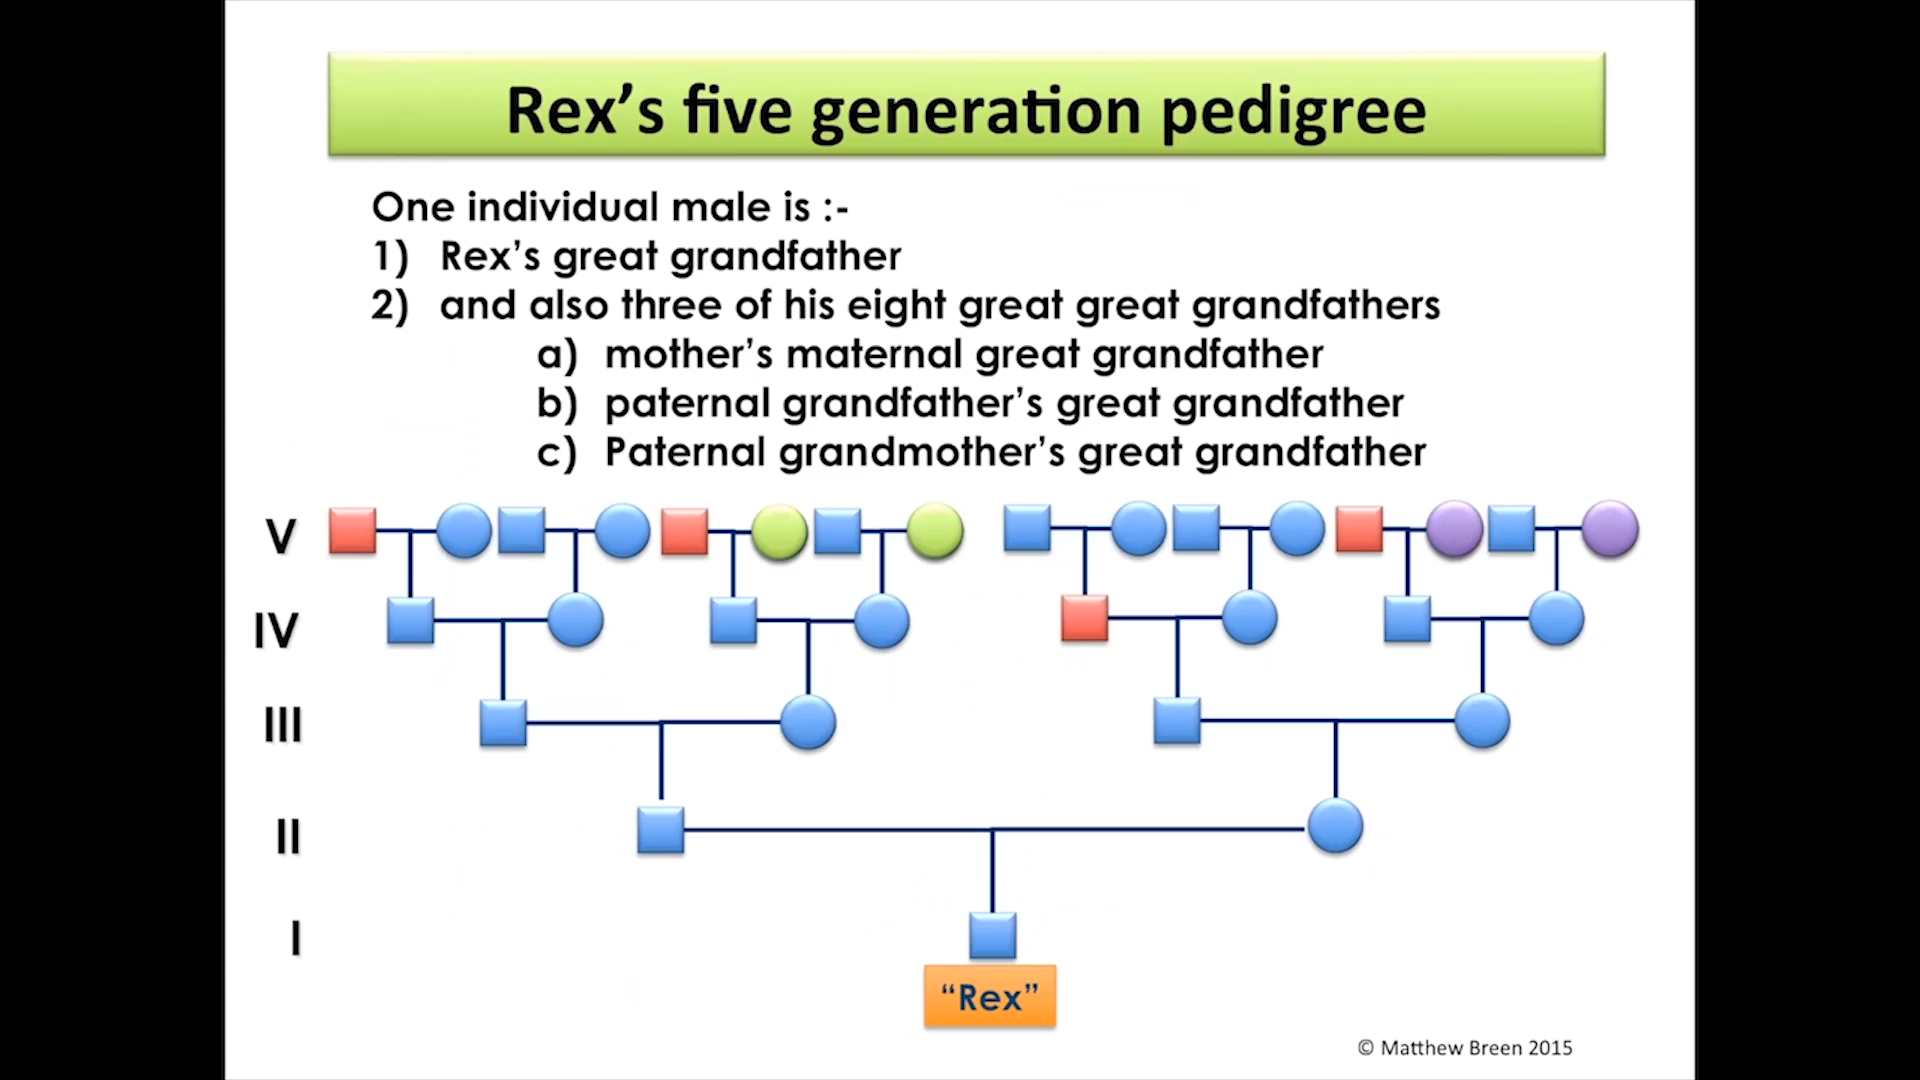 Rex’s five generation pedigree
One individual male is :-
1) Rex’s great grandfather
2) and also three of his eight great great grandfathers
a) mother’s maternal great grandfather
b) paternal grandfather’s great grandfather
c) Paternal grandmother’s great grandfather
V
IV
III
II
I
“Rex”
© Matthew Breen 2015